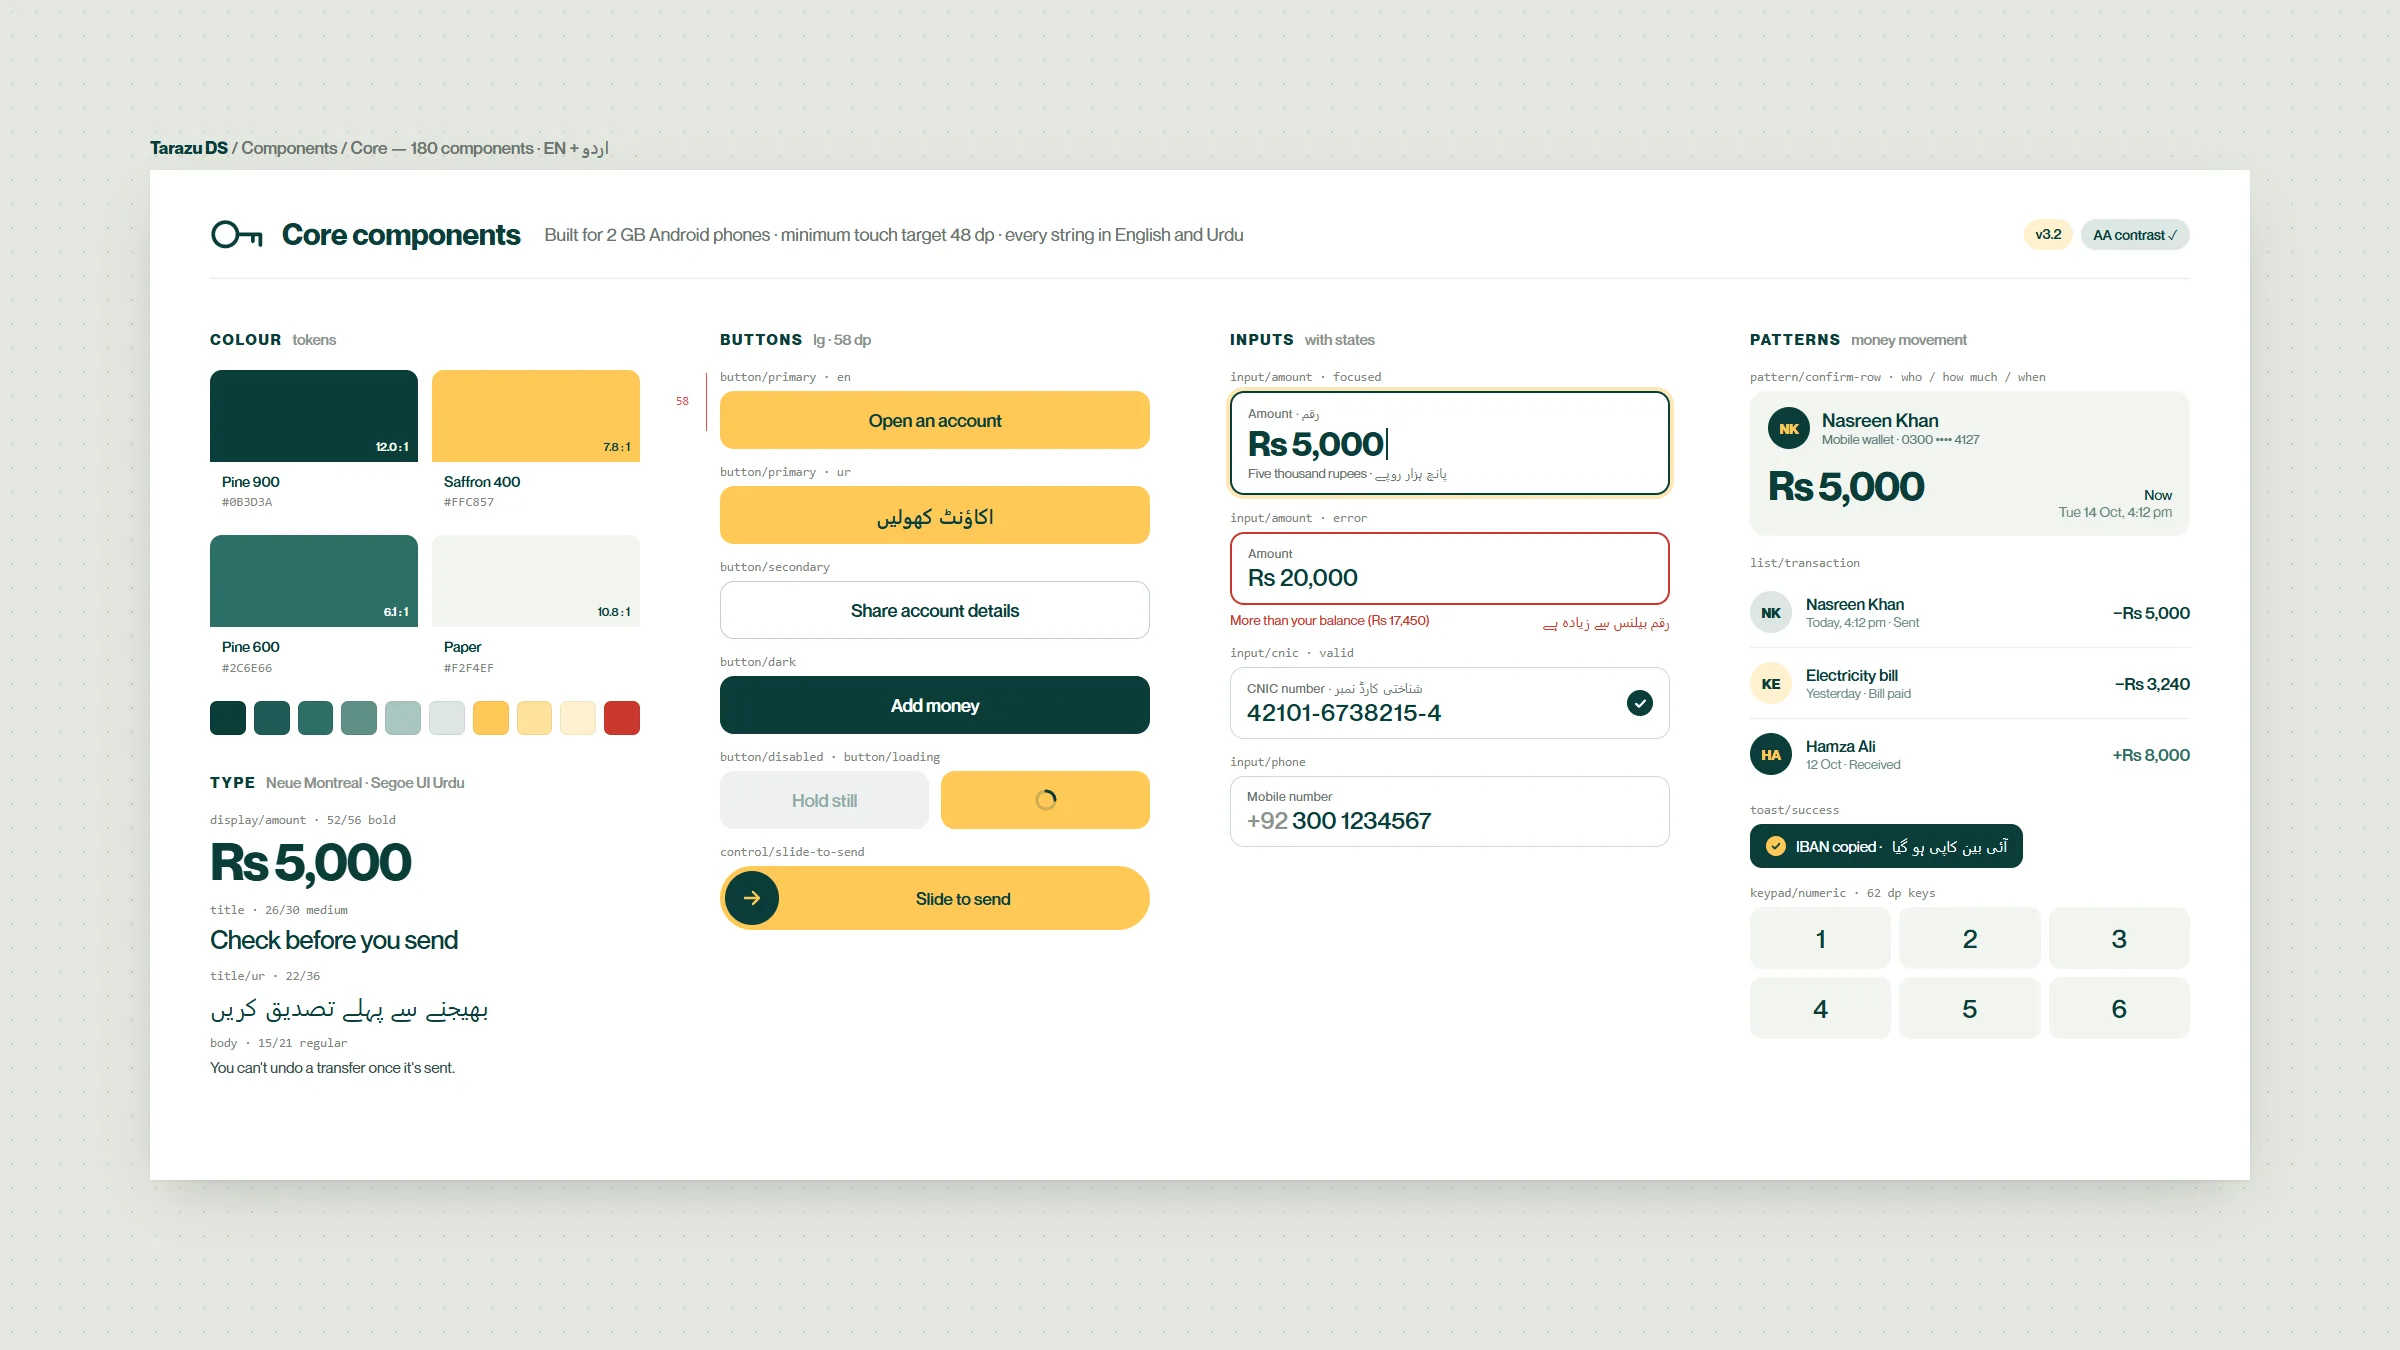 Tarazu DS / Components / Core — 180 components · EN + اردو
Core components
Built for 2 GB Android phones · minimum touch target 48 dp · every string in English and Urdu
v3.2
AA contrast ✓
COLOUR tokens
12.0 : 1
7.8 : 1
Pine 900
#0B3D3A
Saffron 400
#FFC857
6.1 : 1
10.8 : 1
Pine 600
#2C6E66
Paper
#F2F4EF
TYPE Neue Montreal · Segoe UI Urdu
display/amount · 52/56 bold
Rs 5,000
title · 26/30 medium
Check before you send
title/ur · 22/36
بھیجنے سے پہلے تصدیق کریں
body · 15/21 regular
You can't undo a transfer once it's sent.
BUTTONS lg · 58 dp
58
button/primary · en
Open an account
button/primary · ur
اکاؤنٹ کھولیں
button/secondary
Share account details
button/dark
Add money
button/disabled · button/loading
Hold still
control/slide-to-send
Slide to send
INPUTS with states
input/amount · focused
Amount · رقم
Rs 5,000
Five thousand rupees · پانچ ہزار روپے
input/amount · error
Amount
Rs 20,000
More than your balance (Rs 17,450)
رقم بیلنس سے زیادہ ہے
input/cnic · valid
CNIC number · شناختی کارڈ نمبر
42101-6738215-4
input/phone
Mobile number
+92 300 1234567
PATTERNS money movement
pattern/confirm-row · who / how much / when
NK
Nasreen Khan
Mobile wallet · 0300 •••• 4127
Rs 5,000
Now
Tue 14 Oct, 4:12 pm
list/transaction
NK
Nasreen Khan
Today, 4:12 pm · Sent
−Rs 5,000
KE
Electricity bill
Yesterday · Bill paid
−Rs 3,240
HA
Hamza Ali
12 Oct · Received
+Rs 8,000
toast/success
IBAN copied · آئی بین کاپی ہو گیا
keypad/numeric · 62 dp keys
1
2
3
4
5
6